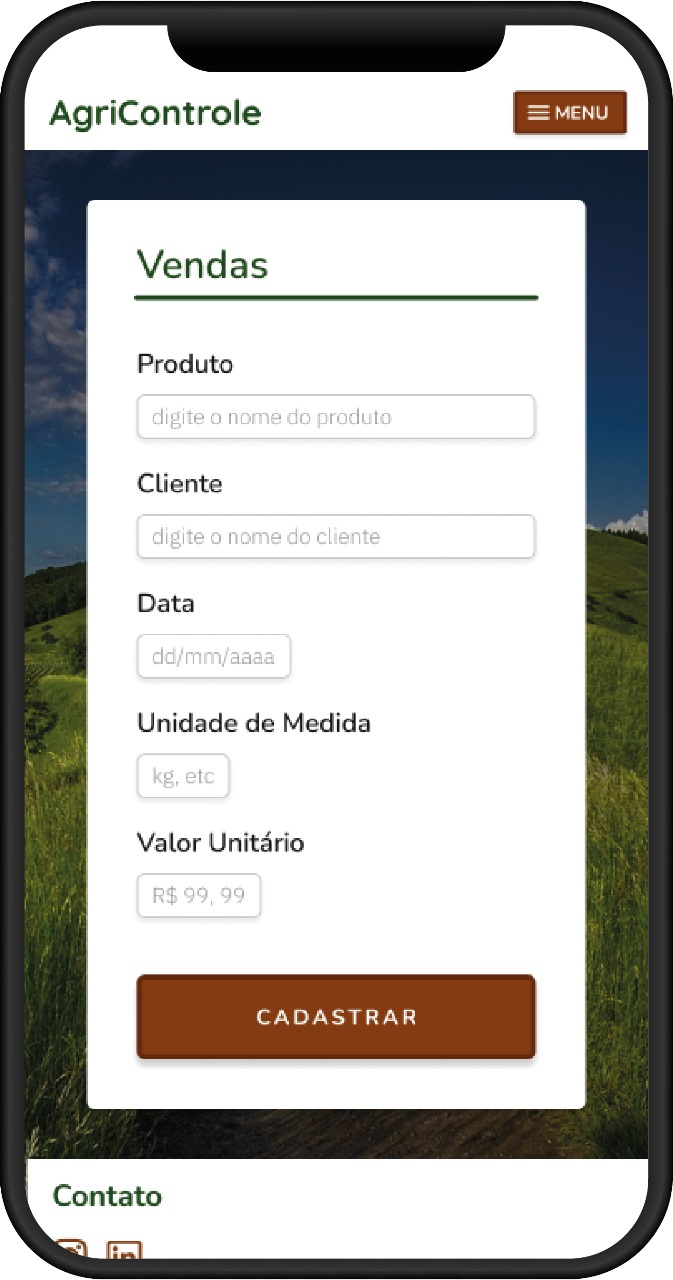 AgriControle
MENU
Vendas
Produto
digite o nome do produto
Cliente
digite o nome do cliente
Data
dd/mm/aaaa
Unidade de Medida
kg, etc
Valor Unitário
R$ 99, 99
CADASTRAR
Contato
in